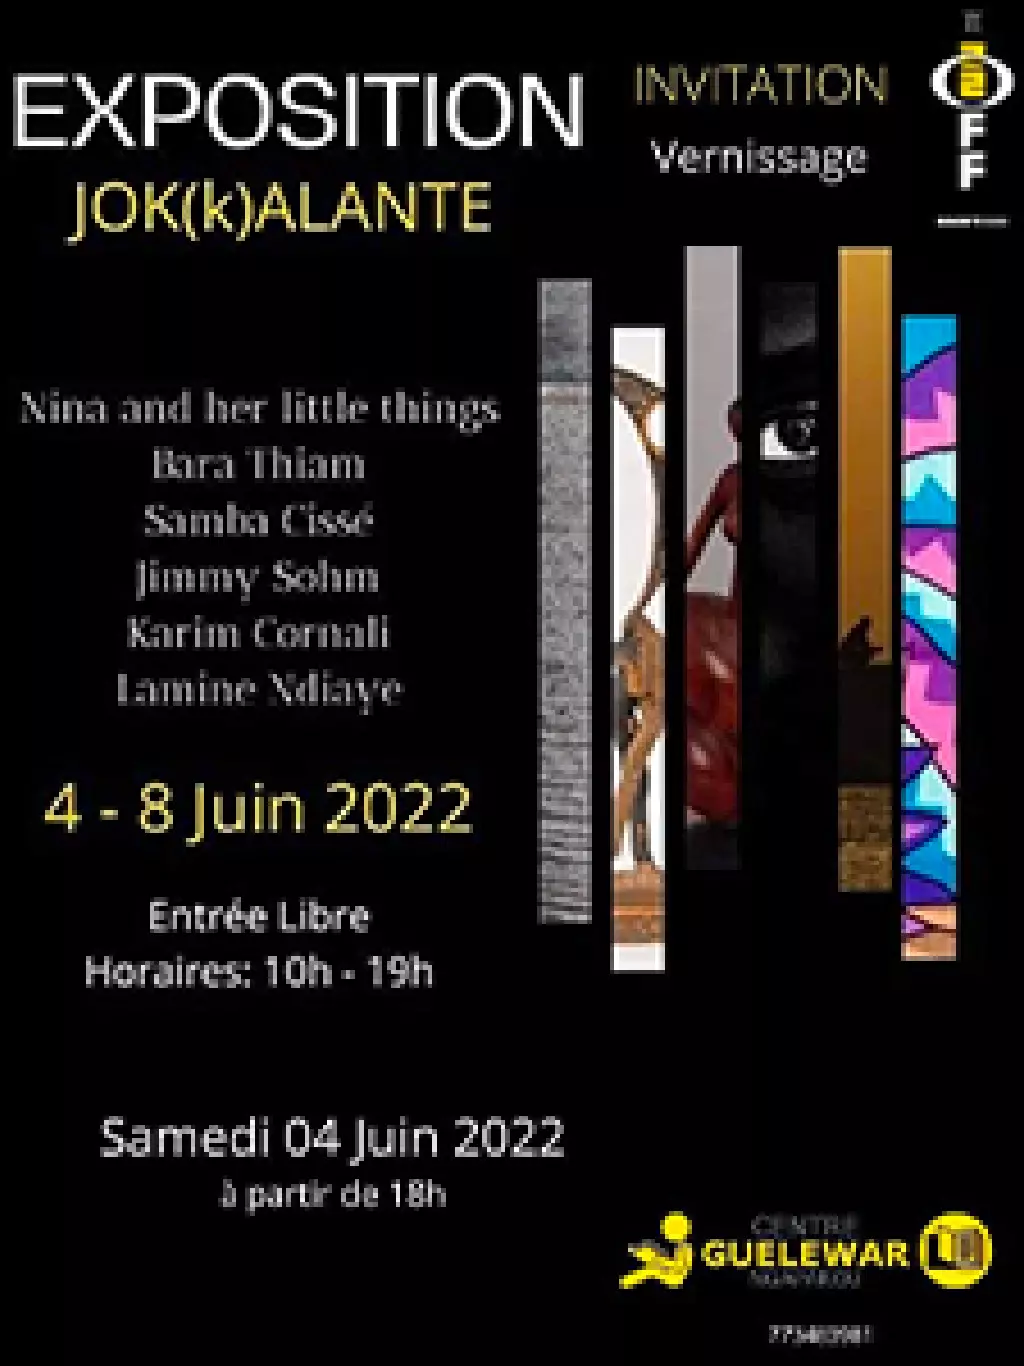 EXPOSITION
JOK(k)ALANTE
INVITATION
Vernissage
OFF
Nina and her little things
Bara Thiam
Samba Cissé
Jimmy Sohm
Karim Cornali
Lamine Ndiaye
4 - 8 Juin 2022
Entrée Libre
Horaires: 10h - 19h
Samedi 04 Juin 2022
à partir de 18h
CENTRE
GUELEWAR